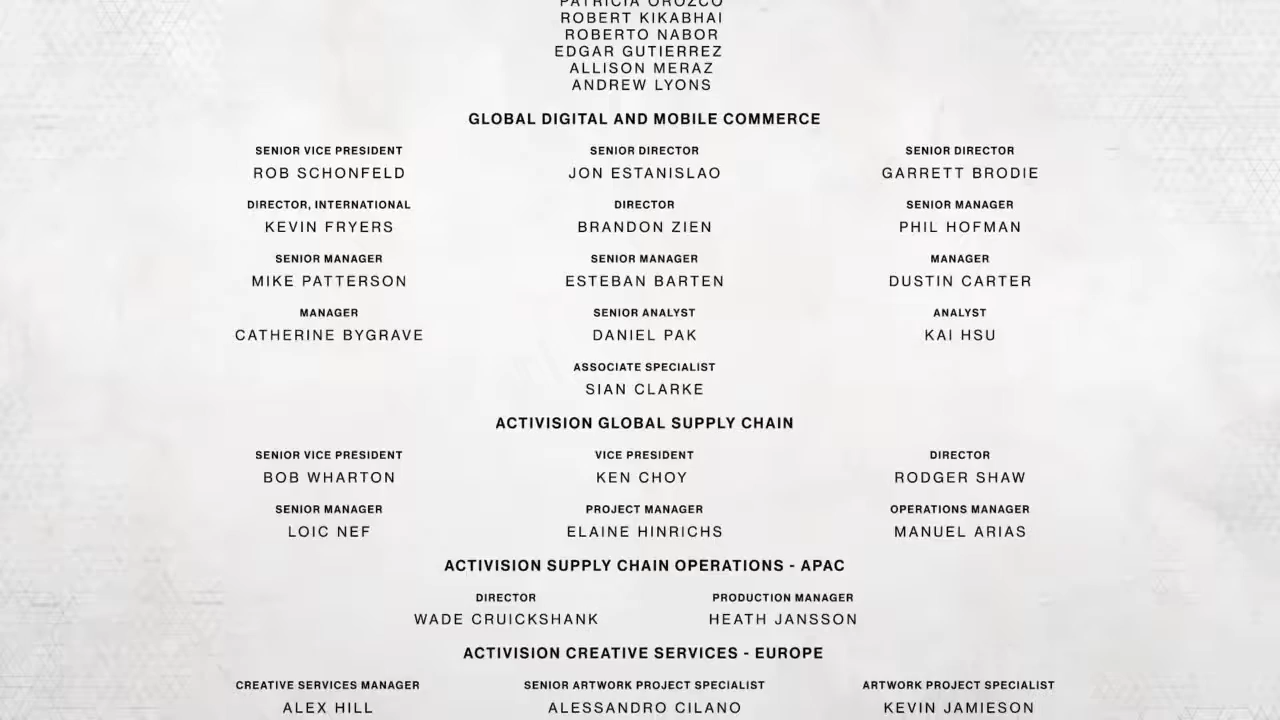 PATRICIA OROZCO
ROBERT KIKABHAI
ROBERTO NABOR
EDGAR GUTIERREZ
ALLISON MERAZ
ANDREW LYONS
GLOBAL DIGITAL AND MOBILE COMMERCE
SENIOR VICE PRESIDENT SENIOR DIRECTOR SENIOR DIRECTOR
ROB SCHONFELD JON ESTANISLAO GARRETT BRODIE
DIRECTOR, INTERNATIONAL DIRECTOR SENIOR MANAGER
KEVIN FRYERS BRANDON ZIEN PHIL HOFMAN
SENIOR MANAGER SENIOR MANAGER MANAGER
MIKE PATTERSON ESTEBAN BARTEN DUSTIN CARTER
MANAGER SENIOR ANALYST ANALYST
CATHERINE BYGRAVE DANIEL PAK KAI HSU
ASSOCIATE SPECIALIST
SIAN CLARKE
ACTIVISION GLOBAL SUPPLY CHAIN
SENIOR VICE PRESIDENT VICE PRESIDENT DIRECTOR
BOB WHARTON KEN CHOY RODGER SHAW
SENIOR MANAGER PROJECT MANAGER OPERATIONS MANAGER
LOIC NEF ELAINE HINRICHS MANUEL ARIAS
ACTIVISION SUPPLY CHAIN OPERATIONS - APAC
DIRECTOR PRODUCTION MANAGER
WADE CRUICKSHANK HEATH JANSSON
ACTIVISION CREATIVE SERVICES - EUROPE
CREATIVE SERVICES MANAGER SENIOR ARTWORK PROJECT SPECIALIST ARTWORK PROJECT SPECIALIST
ALEX HILL ALESSANDRO CILANO KEVIN JAMIESON